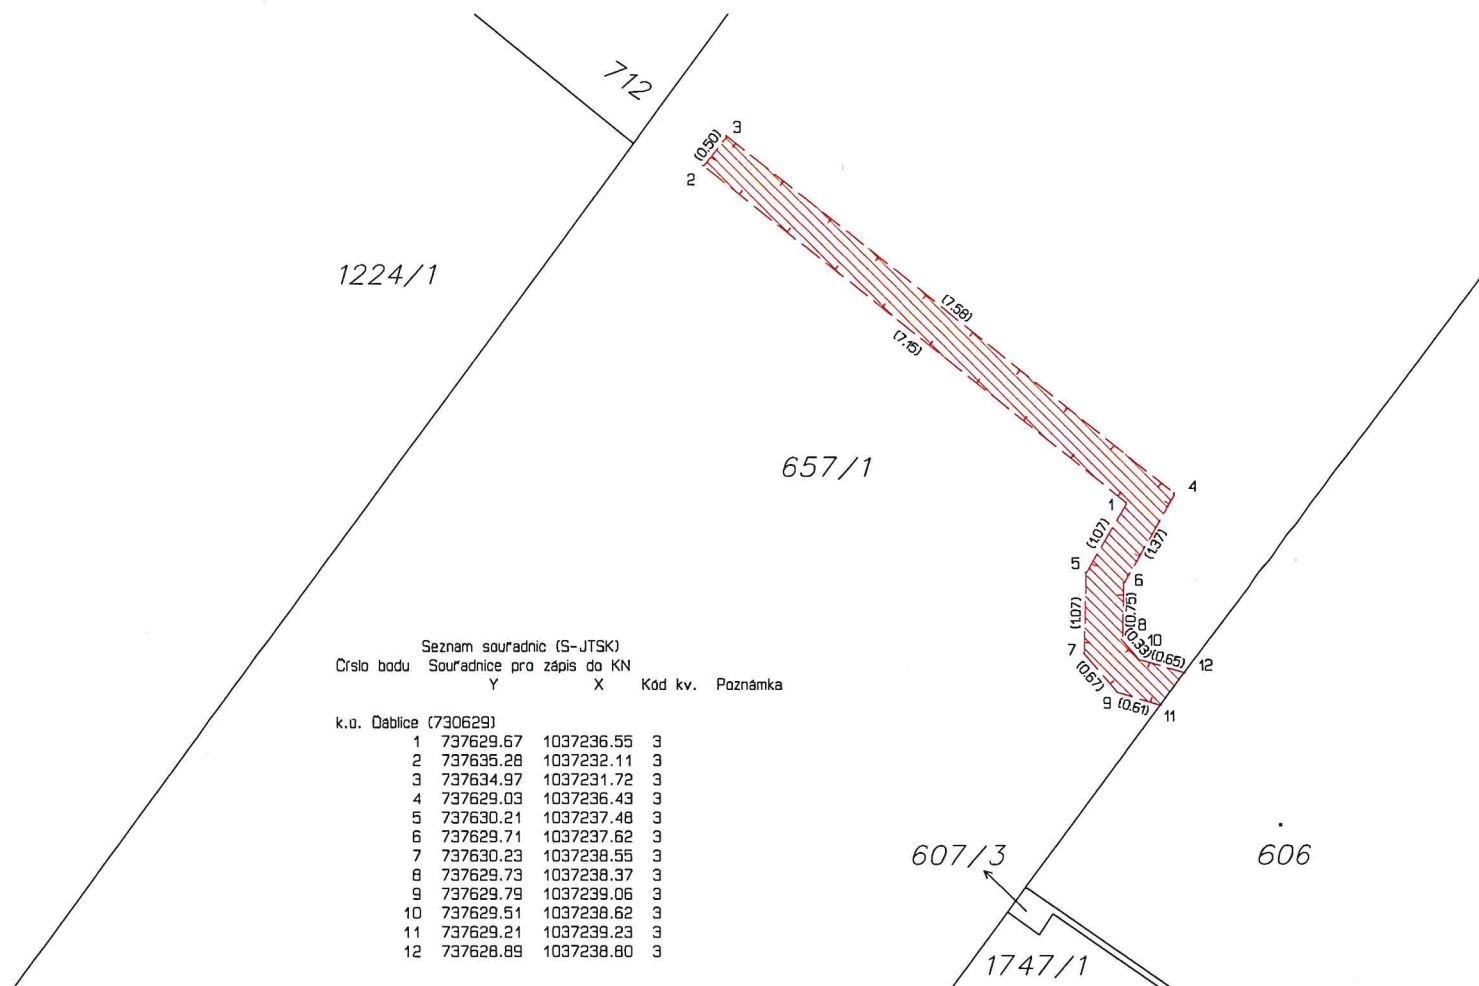 712
3
(0.50)
2
1224/1
(7.58)
(7.15)
657/1
4
1
(1.07)
(1.37)
5
6
(1.07)
(0.75)
8
(0.33)
10
(0.65)
12
7
(0.67)
9
(0.61)
11
Seznam souřadnic (S-JTSK)
Číslo bodu Souřadnice pro zápis do KN
Y X Kód kv. Poznámka
k.ú. Ďáblice (730629)
1 737629.67 1037236.55 3
2 737635.28 1037232.11 3
3 737634.97 1037231.72 3
4 737629.03 1037236.43 3
5 737630.21 1037237.48 3
6 737629.71 1037237.62 3
7 737630.23 1037238.55 3
8 737629.73 1037238.37 3
9 737629.79 1037239.06 3
10 737629.51 1037238.62 3
11 737629.21 1037239.23 3
12 737628.89 1037238.80 3
607/3
606
1747/1